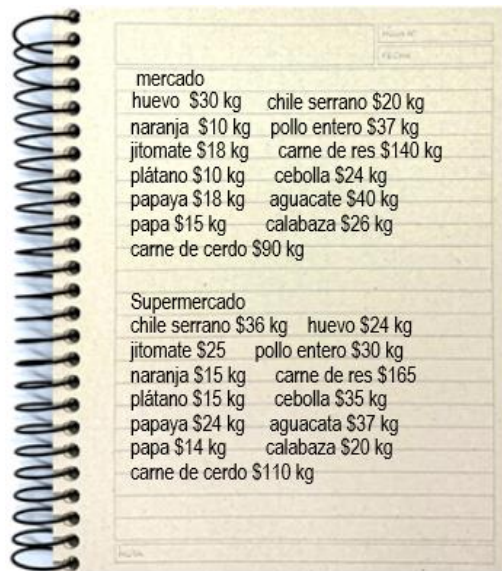 mercado
huevo $30 kg chile serrano $20 kg
naranja $10 kg pollo entero $37 kg
jitomate $18 kg carne de res $140 kg
plátano $10 kg cebolla $24 kg
papaya $18 kg aguacate $40 kg
papa $15 kg calabaza $26 kg
carne de cerdo $90 kg
Supermercado
chile serrano $36 kg huevo $24 kg
jitomate $25 pollo entero $30 kg
naranja $15 kg carne de res $165
plátano $15 kg cebolla $35 kg
papaya $24 kg aguacata $37 kg
papa $14 kg calabaza $20 kg
carne de cerdo $110 kg